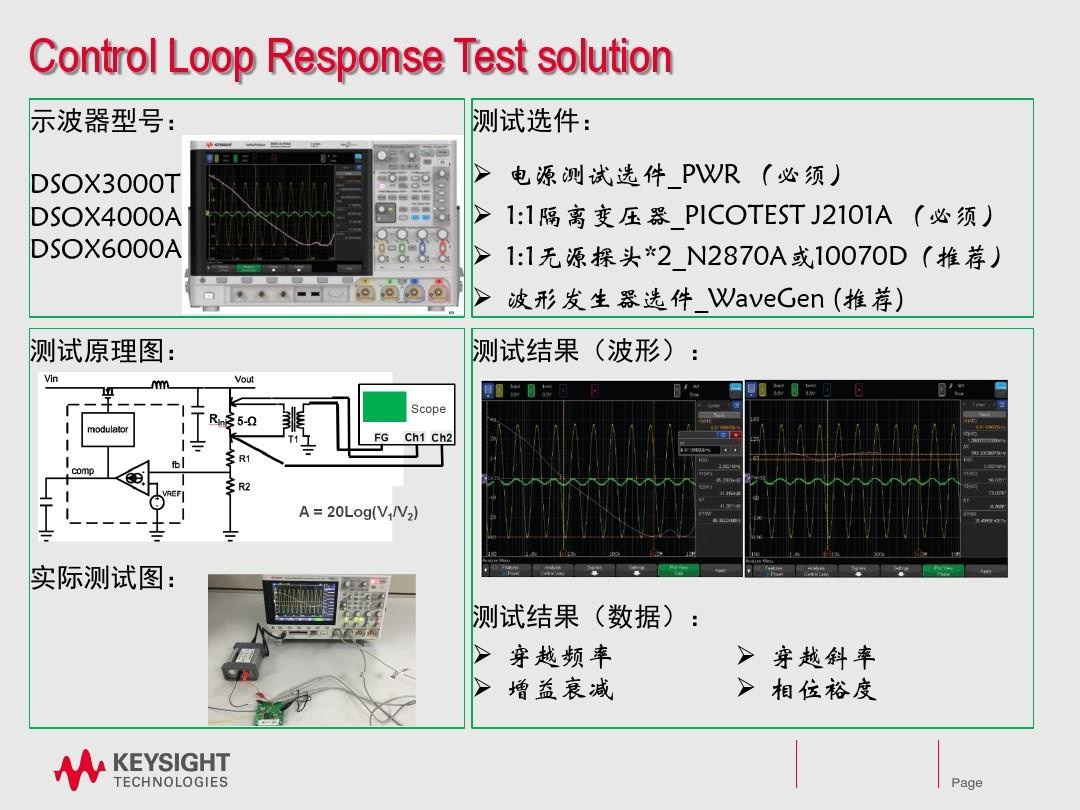 Control Loop Response Test solution
示波器型号：
DSOX3000T
DSOX4000A
DSOX6000A
测试选件：
➢ 电源测试选件_PWR （必须）
➢ 1:1隔离变压器_PICOTEST J2101A （必须）
➢ 1:1无源探头*2_N2870A或10070D（推荐）
➢ 波形发生器选件_WaveGen (推荐)
测试原理图：
Vin
Vout
Rinj 5-Ω
modulator
T1
Scope
FG Ch1 Ch2
R1
fb
comp
VREF
R2
A = 20Log(V1/V2)
实际测试图：
测试结果（波形）：
测试结果（数据）：
➢ 穿越频率
➢ 穿越斜率
➢ 增益衰减
➢ 相位裕度
KEYSIGHT
TECHNOLOGIES
Page